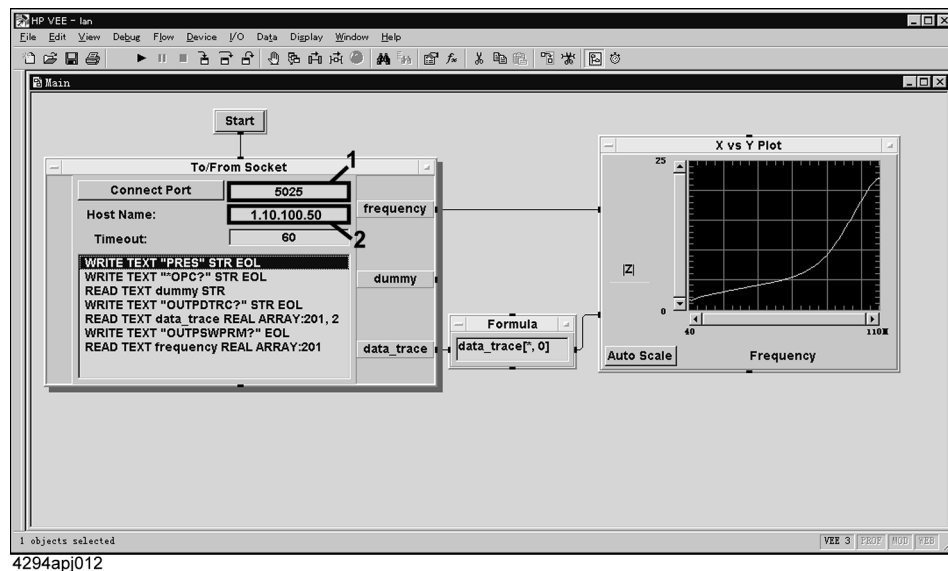 HP VEE - lan
File Edit View Debug Flow Device I/O Data Display Window Help
Main
Start
To/From Socket
1
Connect Port 5025
Host Name: 1.10.100.50
2
Timeout: 60
WRITE TEXT "PRES" STR EOL
WRITE TEXT "*OPC?" STR EOL
READ TEXT dummy STR
WRITE TEXT "OUTPDTRC?" STR EOL
READ TEXT data_trace REAL ARRAY:201, 2
WRITE TEXT "OUTPSWPRM?" EOL
READ TEXT frequency REAL ARRAY:201
frequency
dummy
data_trace
Formula
data_trace[*, 0]
X vs Y Plot
25
|Z|
0
40 110M
Auto Scale Frequency
1 objects selected
VEE 3 PROF MOD WEB
4294apj012